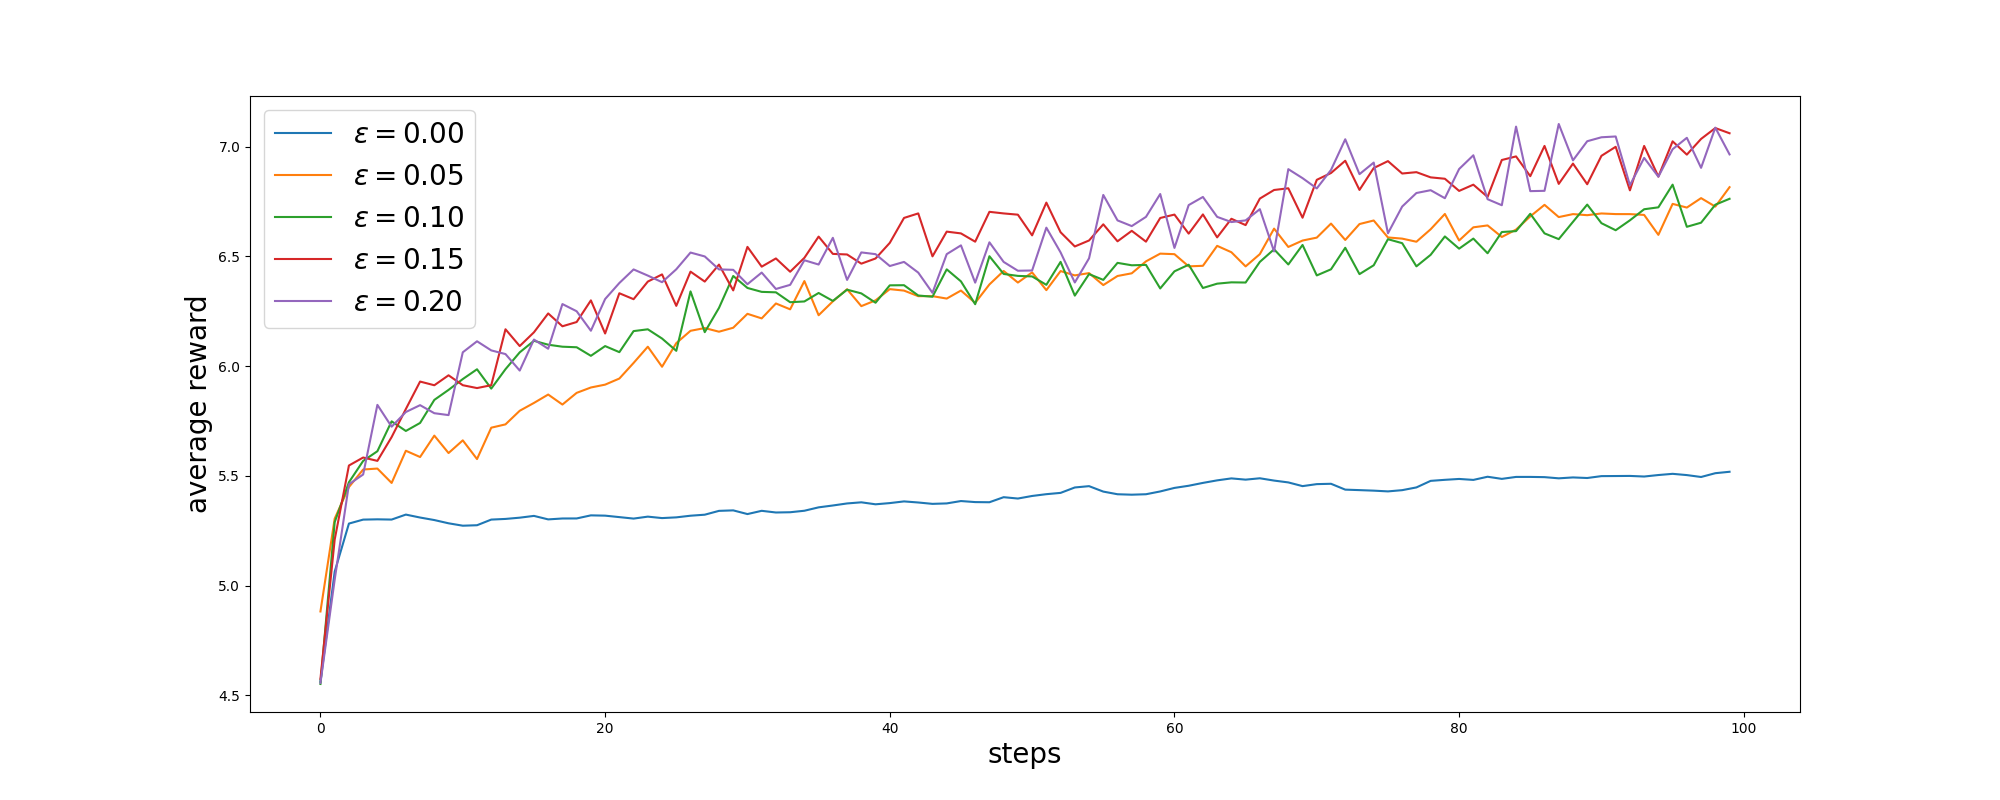 ε = 0.00
ε = 0.05
ε = 0.10
ε = 0.15
ε = 0.20
7.0
6.5
6.0
5.5
5.0
4.5
average reward
0 20 40 60 80 100
steps